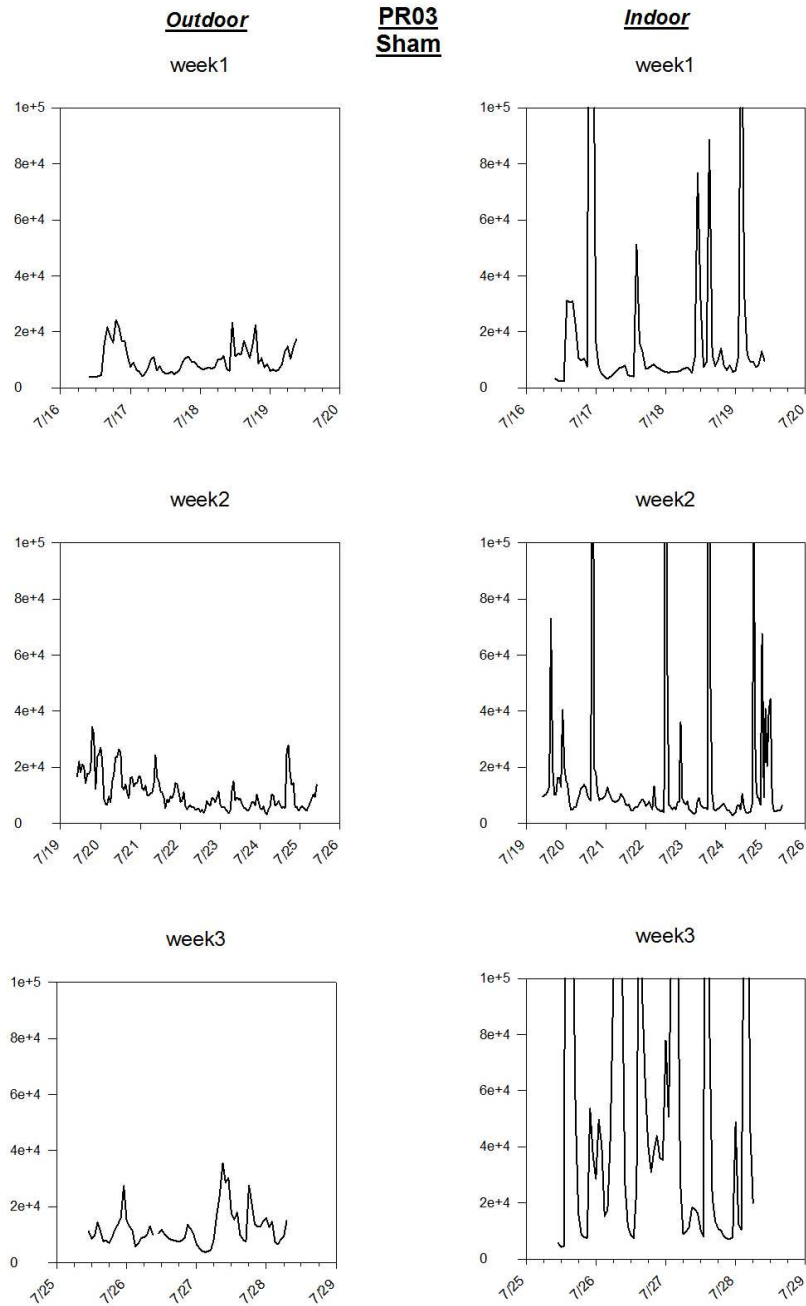 Outdoor PR03 Indoor
Sham
week1 week1
1e+5 1e+5
8e+4 8e+4
6e+4 6e+4
4e+4 4e+4
2e+4 2e+4
0 0
7/16 7/17 7/18 7/19 7/20 7/16 7/17 7/18 7/19 7/20
week2 week2
1e+5 1e+5
8e+4 8e+4
6e+4 6e+4
4e+4 4e+4
2e+4 2e+4
0 0
7/19 7/20 7/21 7/22 7/23 7/24 7/25 7/26 7/19 7/20 7/21 7/22 7/23 7/24 7/25 7/26
week3 week3
1e+5 1e+5
8e+4 8e+4
6e+4 6e+4
4e+4 4e+4
2e+4 2e+4
0 0
7/25 7/26 7/27 7/28 7/29 7/25 7/26 7/27 7/28 7/29